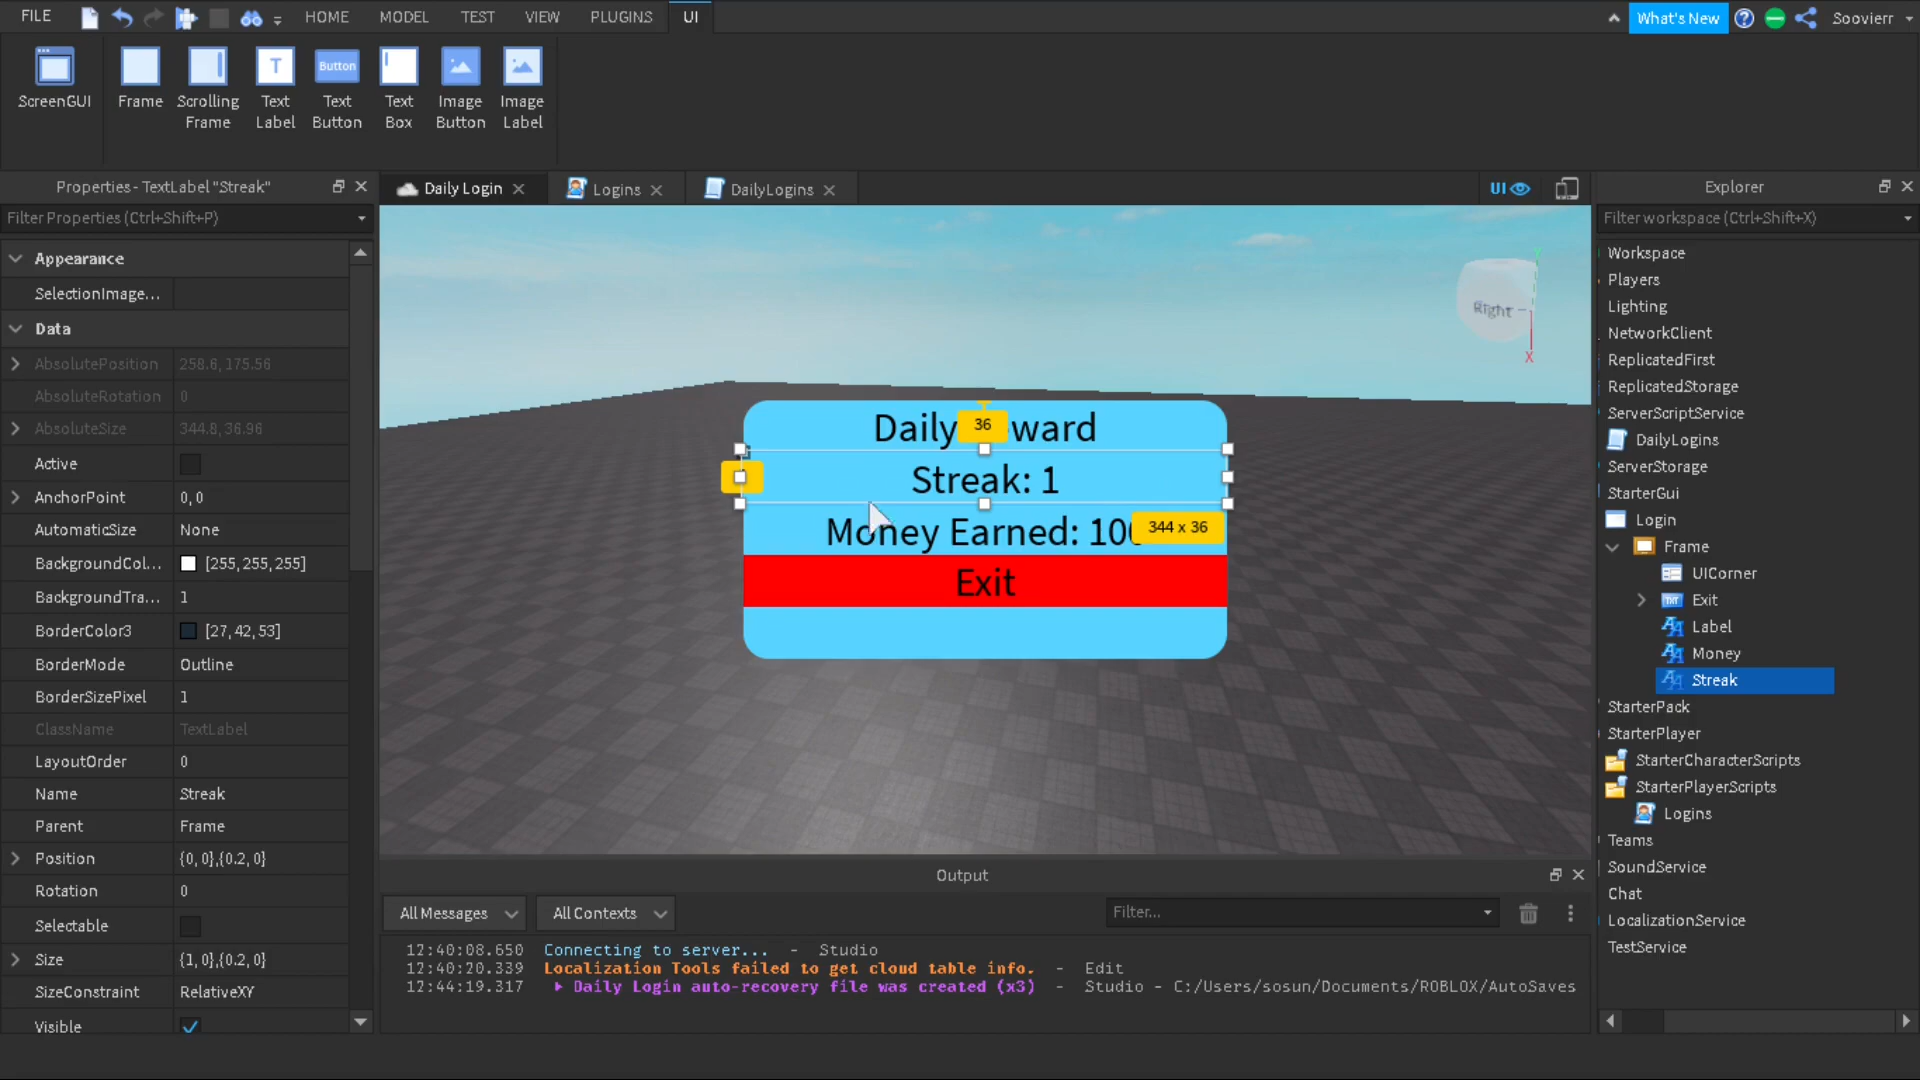 FILE HOME MODEL TEST VIEW PLUGINS UI What's New Soovierr
ScreenGUI
Frame
Scrolling Frame
Text Label
Button
Text Button
Text Box
Image Button
Image Label
Properties - TextLabel "Streak"
Filter Properties (Ctrl+Shift+P)
Appearance
SelectionImage...
Data
AbsolutePosition 258.6, 175.56
AbsoluteRotation 0
AbsoluteSize 344.8, 36.96
Active
AnchorPoint 0, 0
AutomaticSize None
BackgroundCol... [255, 255, 255]
BackgroundTra... 1
BorderColor3 [27, 42, 53]
BorderMode Outline
BorderSizePixel 1
ClassName TextLabel
LayoutOrder 0
Name Streak
Parent Frame
Position {0, 0},{0.2, 0}
Rotation 0
Selectable
Size {1, 0},{0.2, 0}
SizeConstraint RelativeXY
Visible
Daily Login
Logins
DailyLogins
UI
Right
Y
X
Daily
36
ward
Streak: 1
Money Earned: 100
344 x 36
Exit
Output
All Messages
All Contexts
Filter...
12:40:08.650 Connecting to server... - Studio
12:40:20.339 Localization Tools failed to get cloud table info. - Edit
12:44:19.317 Daily Login auto-recovery file was created (x3) - Studio - C:/Users/sosun/Documents/ROBLOX/AutoSaves
Explorer
Filter workspace (Ctrl+Shift+X)
Workspace
Players
Lighting
NetworkClient
ReplicatedFirst
ReplicatedStorage
ServerScriptService
DailyLogins
ServerStorage
StarterGui
Login
Frame
UICorner
Exit
Label
Money
Streak
StarterPack
StarterPlayer
StarterCharacterScripts
StarterPlayerScripts
Logins
Teams
SoundService
Chat
LocalizationService
TestService